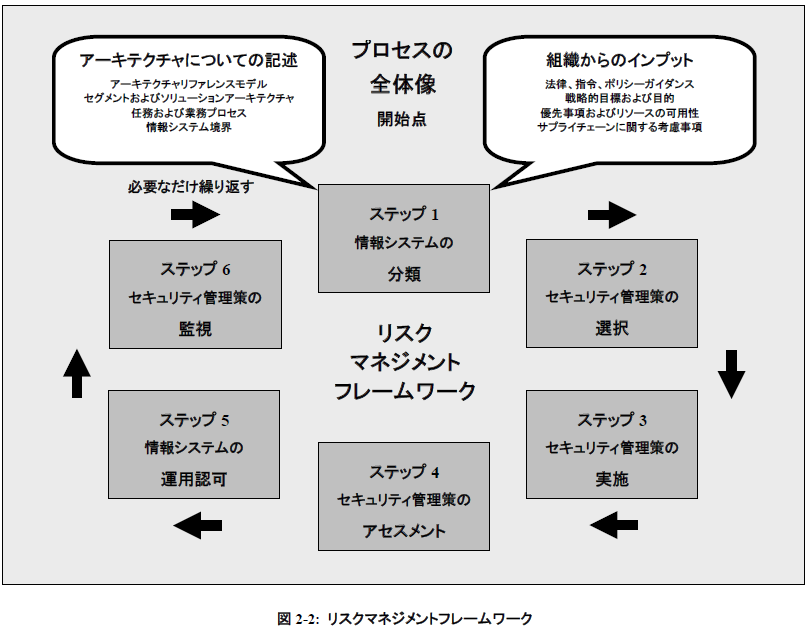 アーキテクチャについての記述
アーキテクチャリファレンスモデル
セグメントおよびソリューションアーキテクチャ
任務および業務プロセス
情報システム境界
プロセスの
全体像
開始点
組織からのインプット
法律、指令、ポリシーガイダンス
戦略的目標および目的
優先事項およびリソースの可用性
サプライチェーンに関する考慮事項
必要なだけ繰り返す
ステップ 1
情報システムの
分類
ステップ 2
セキュリティ管理策の
選択
ステップ 3
セキュリティ管理策の
実施
ステップ 4
セキュリティ管理策の
アセスメント
ステップ 5
情報システムの
運用認可
ステップ 6
セキュリティ管理策の
監視
リスク
マネジメント
フレームワーク
図 2-2: リスクマネジメントフレームワーク